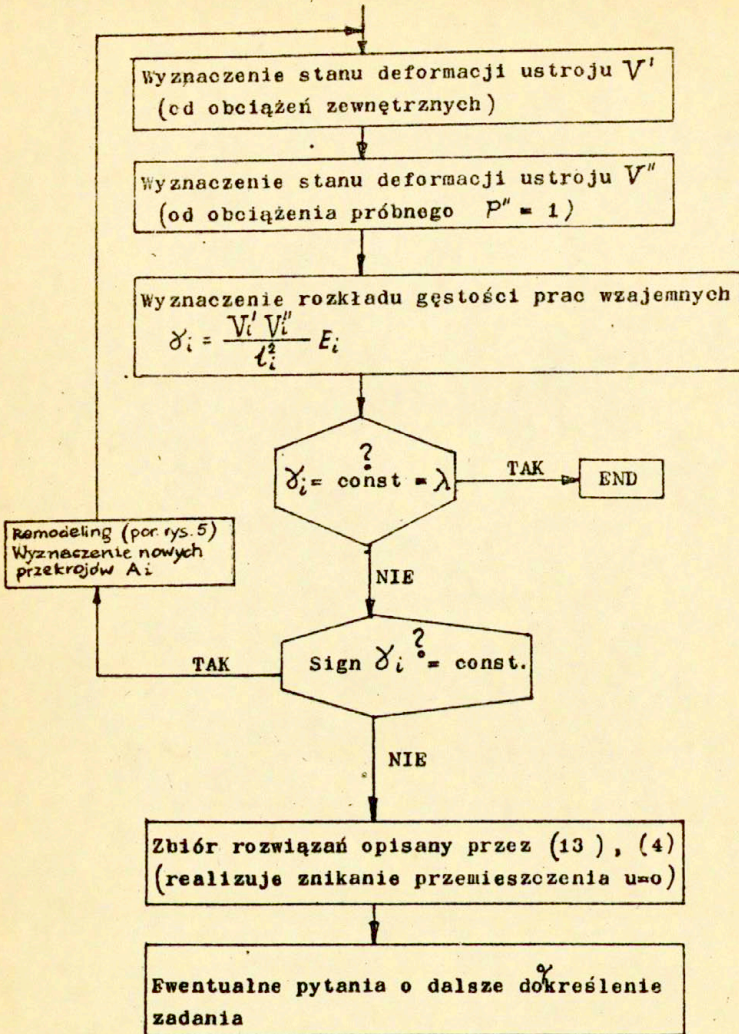 Wyznaczenie stanu deformacji ustroju V'
(od obciążeń zewnętrznych)
Wyznaczenie stanu deformacji ustroju V"
(od obciążenia próbnego P" = 1)
Wyznaczenie rozkładu gęstości prac wzajemnych
γi = Vi' Vi" / ℓi² Ei
?
γi = const = λ
TAK
END
Remodeling (por. rys. 5)
Wyznaczenie nowych
przekrojów Ai
NIE
?
Sign γi = const.
TAK
NIE
Zbiór rozwiązań opisany przez (13), (4)
(realizuje znikanie przemieszczenia u=o)
Ewentualne pytania o dalsze dokreślenie
zadania